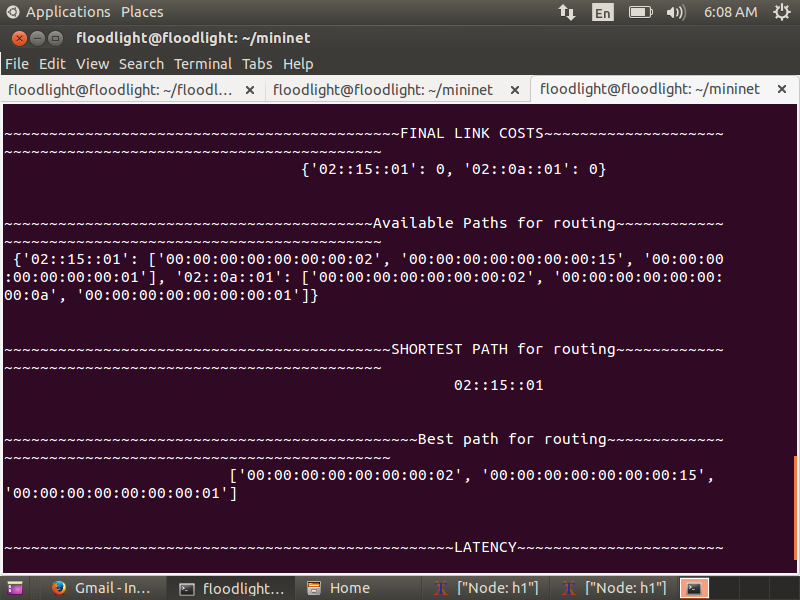 Applications Places En 6:08 AM
floodlight@floodlight: ~/mininet
File Edit View Search Terminal Tabs Help
floodlight@floodlight: ~/floodl... × floodlight@floodlight: ~/mininet × floodlight@floodlight: ~/mininet ×
~~~~~~~~~~~~~~~~~~~~~~~~~~~~~~~~~~~~~~~~~~~~FINAL LINK COSTS~~~~~~~~~~~~~~~~~~~~
~~~~~~~~~~~~~~~~~~~~~~~~~~~~~~~~~~~~~~~~~~
{'02::15::01': 0, '02::0a::01': 0}
~~~~~~~~~~~~~~~~~~~~~~~~~~~~~~~~~~~~~~~~~Available Paths for routing~~~~~~~~~~~~
~~~~~~~~~~~~~~~~~~~~~~~~~~~~~~~~~~~~~~~~~~
{'02::15::01': ['00:00:00:00:00:00:00:02', '00:00:00:00:00:00:00:15', '00:00:00
:00:00:00:00:01'], '02::0a::01': ['00:00:00:00:00:00:00:02', '00:00:00:00:00:00:
00:0a', '00:00:00:00:00:00:00:01']}
~~~~~~~~~~~~~~~~~~~~~~~~~~~~~~~~~~~~~~~~~~~SHORTEST PATH for routing~~~~~~~~~~~~
~~~~~~~~~~~~~~~~~~~~~~~~~~~~~~~~~~~~~~~~~~
02::15::01
~~~~~~~~~~~~~~~~~~~~~~~~~~~~~~~~~~~~~~~~~~~~~~Best path for routing~~~~~~~~~~~~~
~~~~~~~~~~~~~~~~~~~~~~~~~~~~~~~~~~~~~~~~~~~
['00:00:00:00:00:00:00:02', '00:00:00:00:00:00:00:15',
'00:00:00:00:00:00:00:01']
~~~~~~~~~~~~~~~~~~~~~~~~~~~~~~~~~~~~~~~~~~~~~~~~~~LATENCY~~~~~~~~~~~~~~~~~~~~~~~
Gmail - In... floodlight... Home ["Node: h1"] ["Node: h1"]